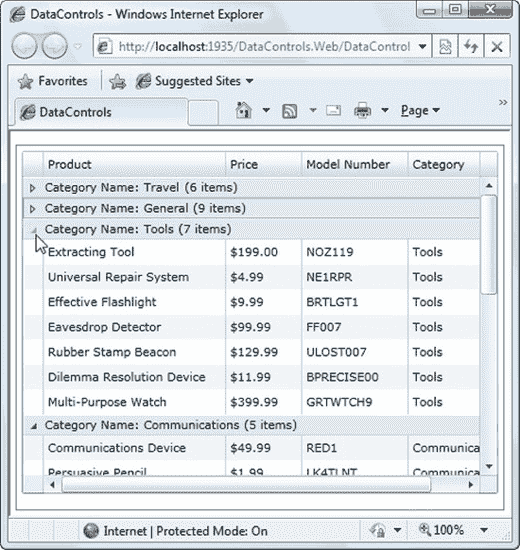 DataControls - Windows Internet Explorer
http://localhost:1935/DataControls.Web/DataControl
Favorites Suggested Sites
DataControls Page »
Product Price Model Number Category
Category Name: Travel (6 items)
Category Name: General (9 items)
Category Name: Tools (7 items)
Extracting Tool $199.00 NOZ119 Tools
Universal Repair System $4.99 NE1RPR Tools
Effective Flashlight $9.99 BRTLGT1 Tools
Eavesdrop Detector $99.99 FF007 Tools
Rubber Stamp Beacon $129.99 ULOST007 Tools
Dilemma Resolution Device $11.99 BPRECISE00 Tools
Multi-Purpose Watch $399.99 GRTWTCH9 Tools
Category Name: Communications (5 items)
Communications Device $49.99 RED1 Communica
Persuasive Pencil $1.99 LK4TLNT Communica
Internet | Protected Mode: On 100%